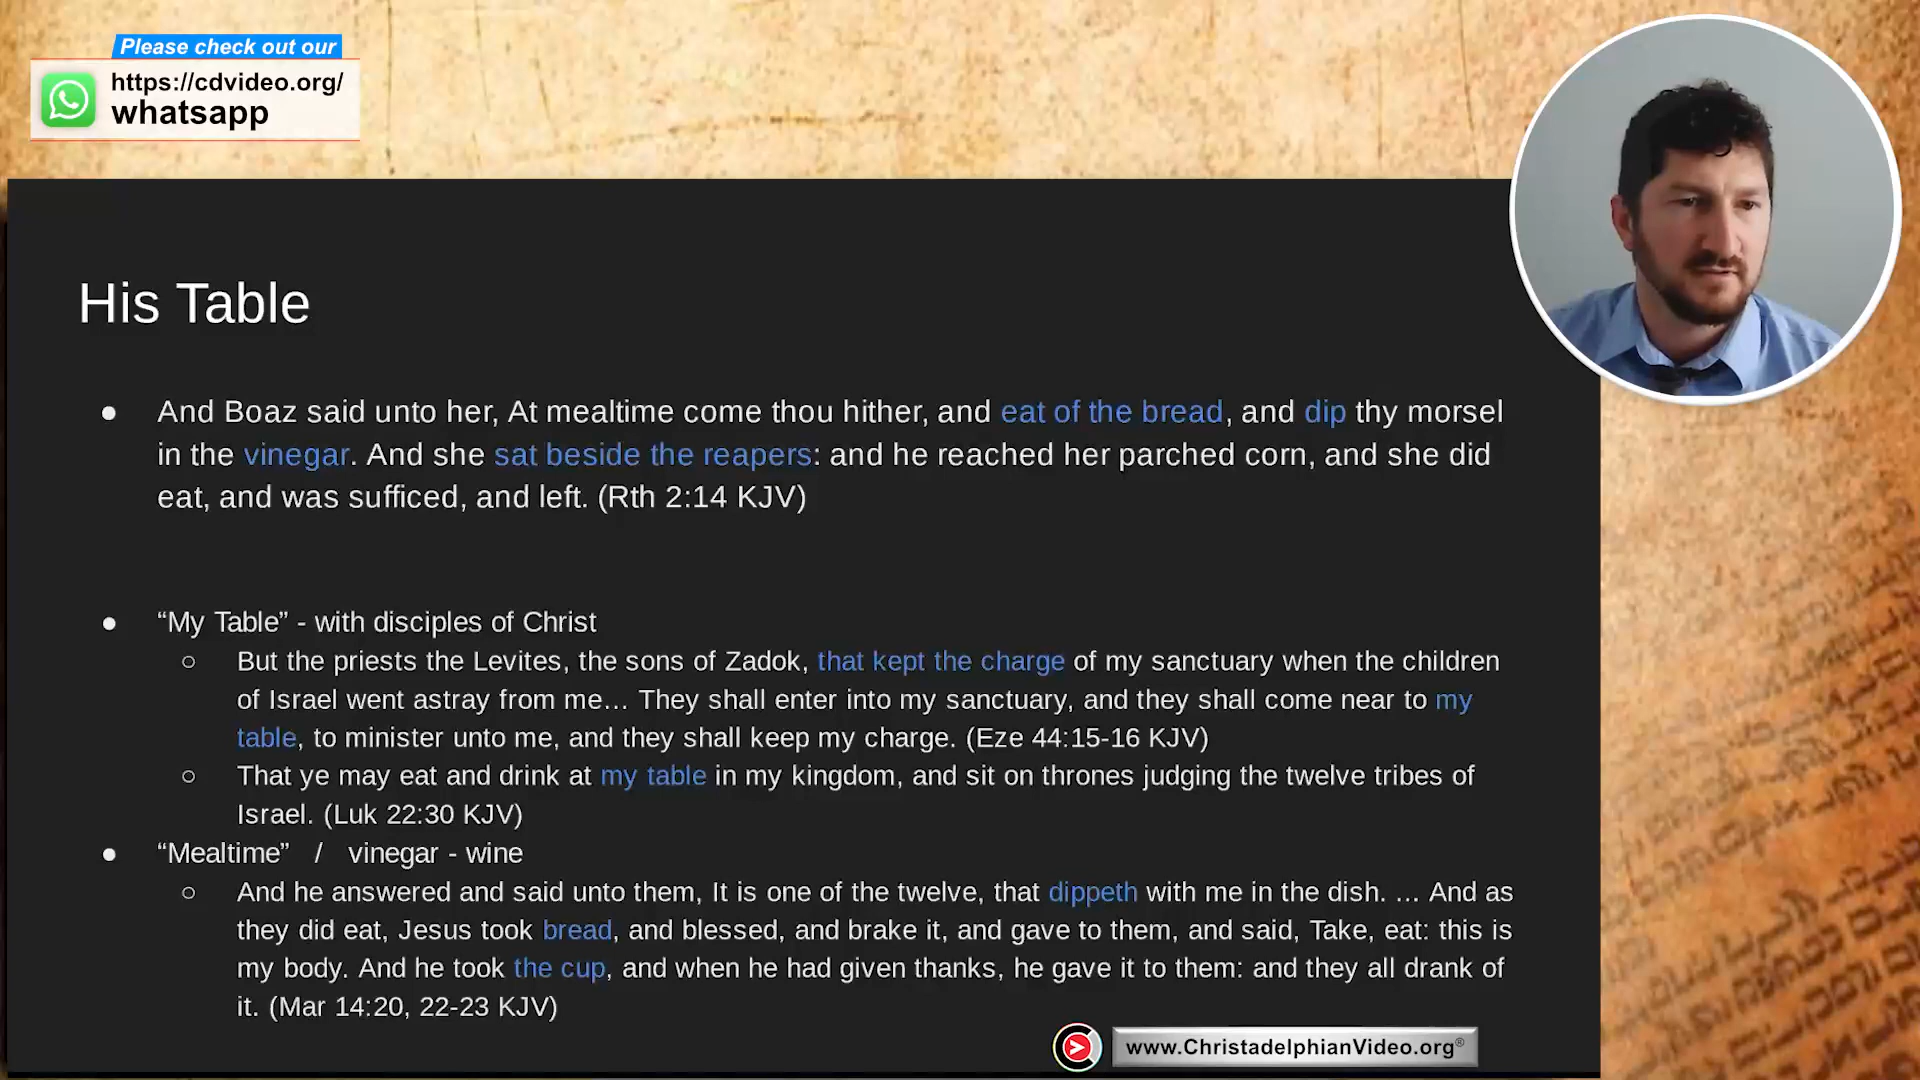 Please check out our
https://cdvideo.org/
whatsapp
His Table
● And Boaz said unto her, At mealtime come thou hither, and eat of the bread, and dip thy morsel
in the vinegar. And she sat beside the reapers: and he reached her parched corn, and she did
eat, and was sufficed, and left. (Rth 2:14 KJV)
● “My Table” - with disciples of Christ
○ But the priests the Levites, the sons of Zadok, that kept the charge of my sanctuary when the children
of Israel went astray from me… They shall enter into my sanctuary, and they shall come near to my
table, to minister unto me, and they shall keep my charge. (Eze 44:15-16 KJV)
○ That ye may eat and drink at my table in my kingdom, and sit on thrones judging the twelve tribes of
Israel. (Luk 22:30 KJV)
● “Mealtime” / vinegar - wine
○ And he answered and said unto them, It is one of the twelve, that dippeth with me in the dish. … And as
they did eat, Jesus took bread, and blessed, and brake it, and gave to them, and said, Take, eat: this is
my body. And he took the cup, and when he had given thanks, he gave it to them: and they all drank of
it. (Mar 14:20, 22-23 KJV)
www.ChristadelphianVideo.org®